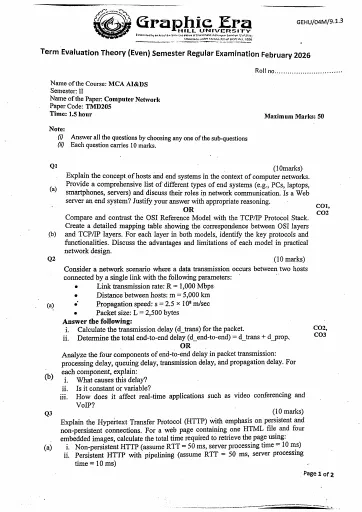 GEHU/04M/9.1.3
Graphic Era
HILL UNIVERSITY
Term Evaluation Theory (Even) Semester Regular Examination February 2026
Roll no..............................
Name of the Course: MCA AI&DS
Semester: II
Name of the Paper: Computer Network
Paper Code: TMD205
Time: 1.5 hour Maximum Marks: 50
Note:
(i) Answer all the questions by choosing any one of the sub-questions
(ii) Each question carries 10 marks.
Q1 (10marks)
Explain the concept of hosts and end systems in the context of computer networks.
Provide a comprehensive list of different types of end systems (e.g., PCs, laptops,
(a) smartphones, servers) and discuss their roles in network communication. Is a Web
server an end system? Justify your answer with appropriate reasoning.
OR CO1,
Compare and contrast the OSI Reference Model with the TCP/IP Protocol Stack. CO2
Create a detailed mapping table showing the correspondence between OSI layers
(b) and TCP/IP layers. For each layer in both models, identify the key protocols and
functionalities. Discuss the advantages and limitations of each model in practical
network design.
Q2 (10 marks)
Consider a network scenario where a data transmission occurs between two hosts
connected by a single link with the following parameters:
• Link transmission rate: R = 1,000 Mbps
• Distance between hosts: m = 5,000 km
(a) • Propagation speed: s = 2.5 × 10⁸ m/sec
• Packet size: L = 2,500 bytes
Answer the following:
i. Calculate the transmission delay (d_trans) for the packet. CO2,
ii. Determine the total end-to-end delay (d_end-to-end) = d_trans + d_prop. CO3
OR
Analyze the four components of end-to-end delay in packet transmission:
processing delay, queuing delay, transmission delay, and propagation delay. For
each component, explain:
(b) i. What causes this delay?
ii. Is it constant or variable?
iii. How does it affect real-time applications such as video conferencing and
VoIP?
Q3 (10 marks)
Explain the Hypertext Transfer Protocol (HTTP) with emphasis on persistent and
non-persistent connections. For a web page containing one HTML file and four
embedded images, calculate the total time required to retrieve the page using:
(a) i. Non-persistent HTTP (assume RTT = 50 ms, server processing time = 10 ms)
ii. Persistent HTTP with pipelining (assume RTT = 50 ms, server processing
time = 10 ms)
Page 1 of 2